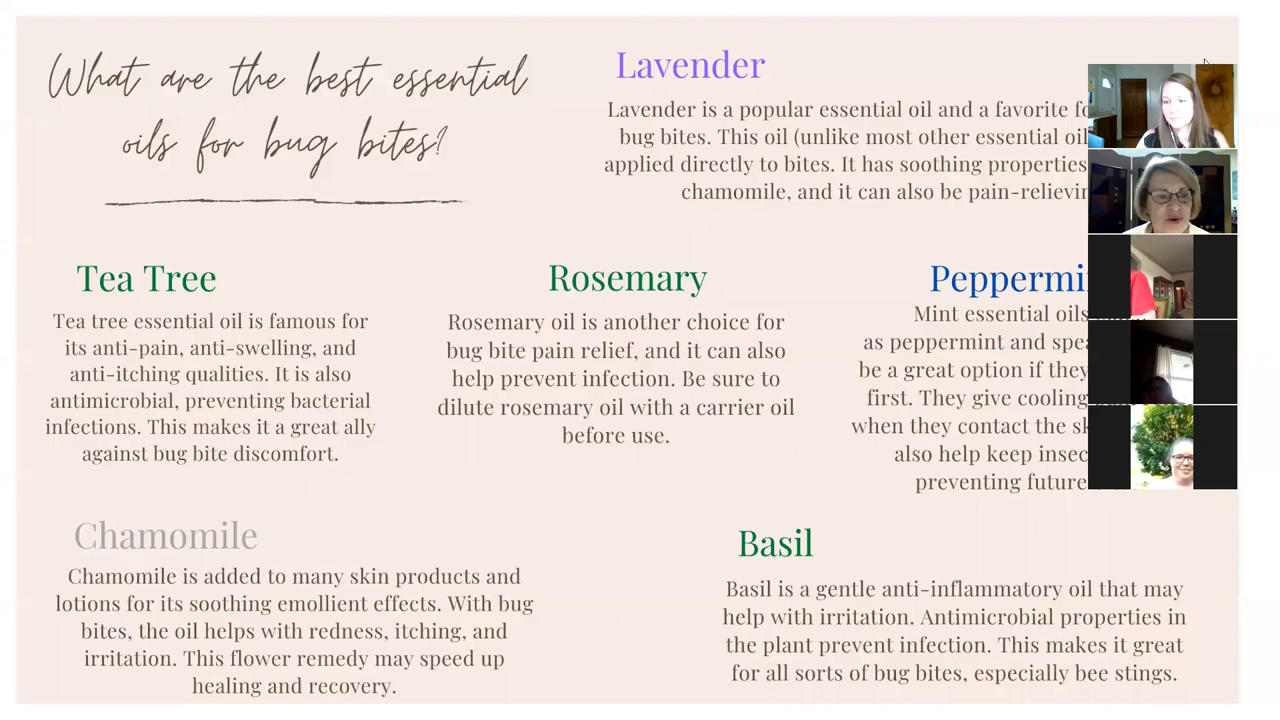 What are the best essential
oils for bug bites?
Lavender
Lavender is a popular essential oil and a favorite
bug bites. This oil (unlike most other essential
applied directly to bites. It has soothing properties
chamomile, and it can also be
Tea Tree
Tea tree essential oil is famous for
its anti-pain, anti-swelling, and
anti-itching qualities. It is also
antimicrobial, preventing bacterial
infections. This makes it a great ally
against bug bite discomfort.
Rosemary
Rosemary oil is another choice for
bug bite pain relief, and it can also
help prevent infection. Be sure to
dilute rosemary oil with a carrier oil
before use.
Mint essential oils
as peppermint and
be a great option if they
first. They give cooling
when they contact the
also help keep
preventing future
Chamomile
Chamomile is added to many skin products and
lotions for its soothing emollient effects. With bug
bites, the oil helps with redness, itching, and
irritation. This flower remedy may speed up
healing and recovery.
Basil
Basil is a gentle anti-inflammatory oil that may
help with irritation. Antimicrobial properties in
the plant prevent infection. This makes it great
for all sorts of bug bites, especially bee stings.